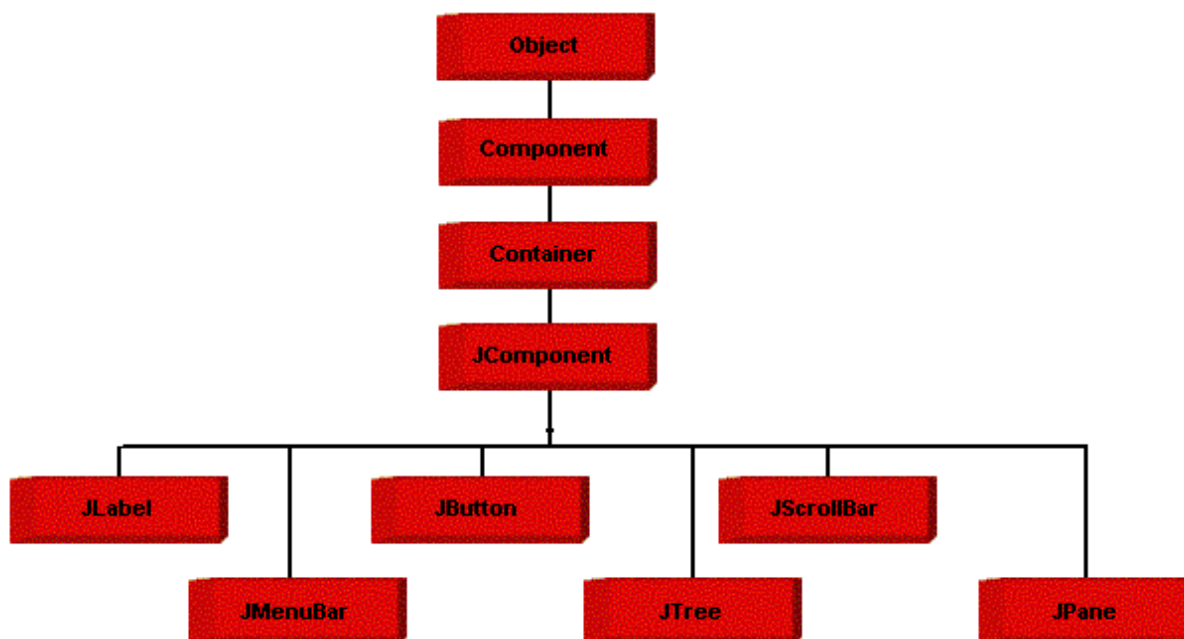 Object
Component
Container
JComponent
JLabel
JButton
JScrollBar
JMenuBar
JTree
JPane